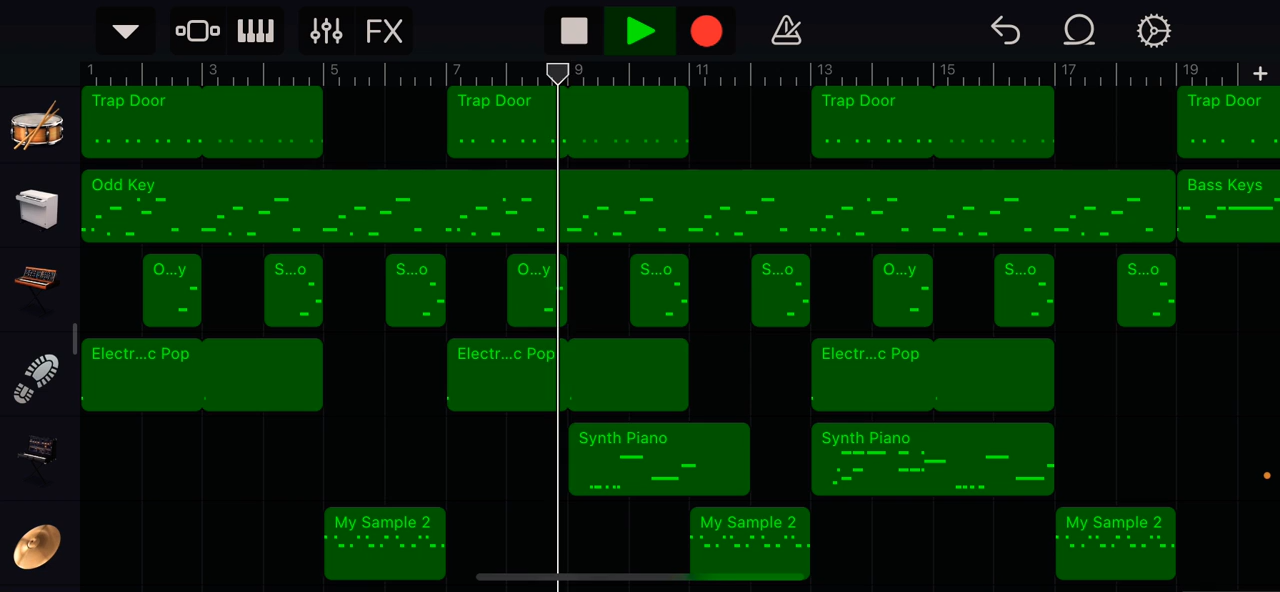 FX
1 3 5 7 9 11 13 15 17 19 +
Trap Door Trap Door Trap Door Trap Door
Odd Key Bass Keys
O...y S...o S...o O...y S...o S...o O...y S...o S...o
Electr...c Pop Electr...c Pop Electr...c Pop
Synth Piano Synth Piano
My Sample 2 My Sample 2 My Sample 2